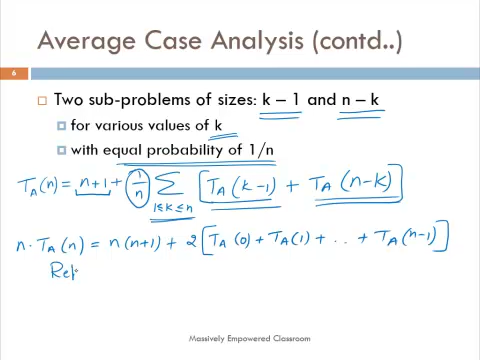 Average Case Analysis (contd..)
6
Two sub-problems of sizes: k – 1 and n – k
for various values of k
with equal probability of 1/n
T_A(n) = n+1 + 1/n Σ_{1≤k≤n} [T_A(k-1) + T_A(n-k)]
n · T_A(n) = n(n+1) + 2 [T_A(0) + T_A(1) + .. + T_A(n-1)]
Rep
Massively Empowered Classroom